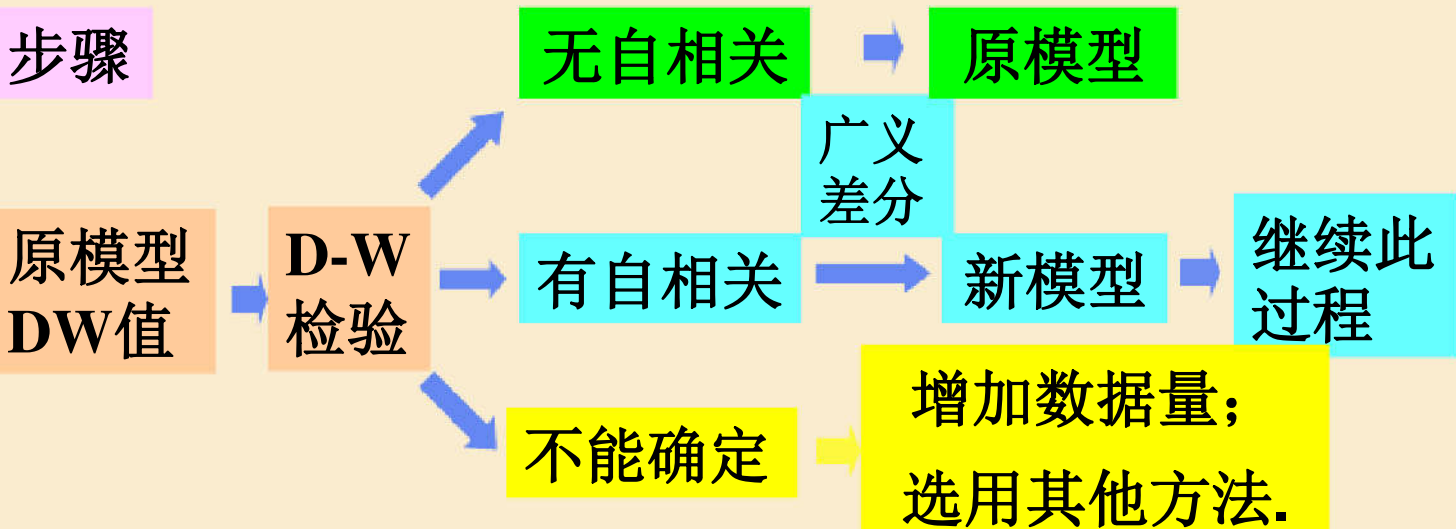 步骤
无自相关
原模型
广义
差分
原模型
DW值
D-W
检验
有自相关
新模型
继续此
过程
不能确定
增加数据量；
选用其他方法.